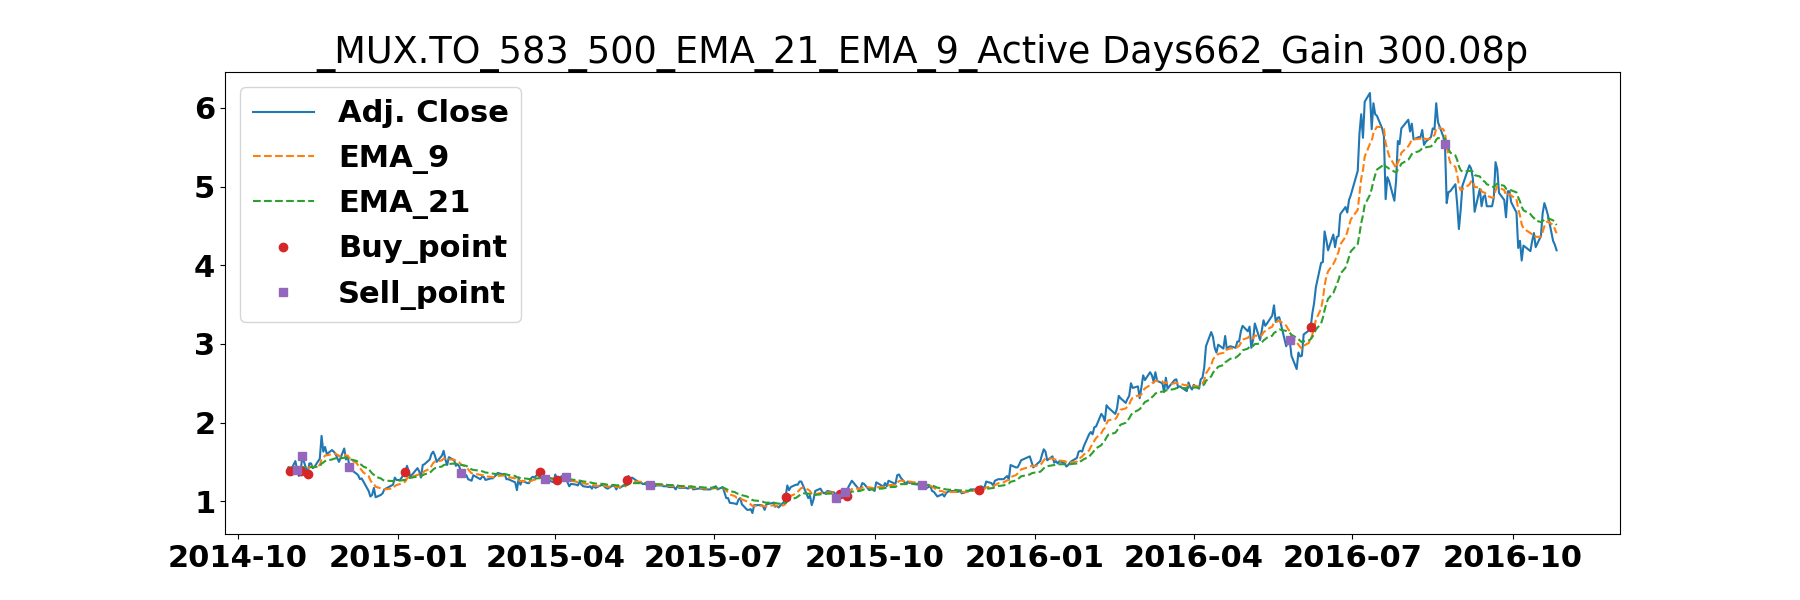 _MUX.TO_583_500_EMA_21_EMA_9_Active Days662_Gain 300.08p
Adj. Close
EMA_9
EMA_21
Buy_point
Sell_point
6
5
4
3
2
1
2014-10 2015-01 2015-04 2015-07 2015-10 2016-01 2016-04 2016-07 2016-10